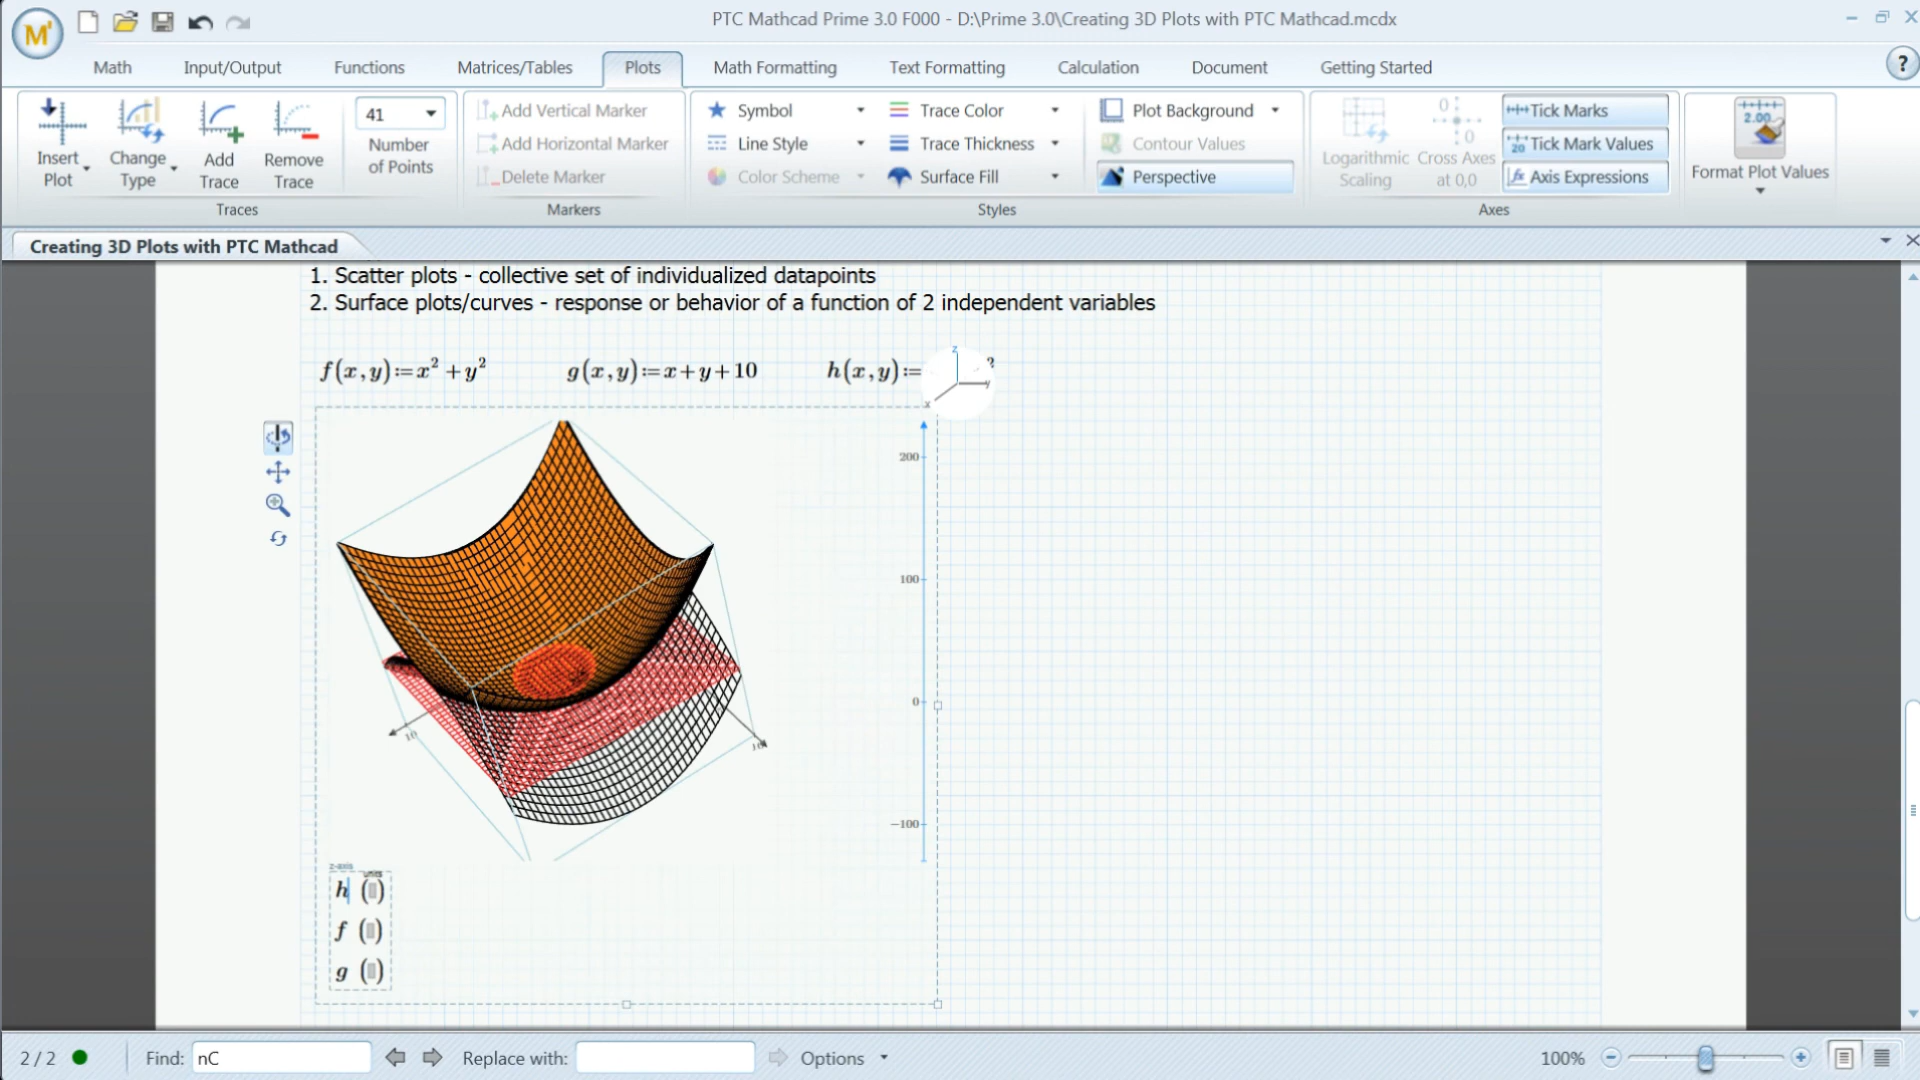 PTC Mathcad Prime 3.0 F000 - D:\Prime 3.0\Creating 3D Plots with PTC Mathcad.mcdx
Math Input/Output Functions Matrices/Tables Plots Math Formatting Text Formatting Calculation Document Getting Started
Insert Plot
Change Type
Add Trace
Remove Trace
41
Number of Points
Traces
Add Vertical Marker
Add Horizontal Marker
Delete Marker
Markers
Symbol
Line Style
Color Scheme
Trace Color
Trace Thickness
Surface Fill
Plot Background
Contour Values
Perspective
Styles
Logarithmic Scaling
Cross Axes at 0,0
Tick Marks
Tick Mark Values
Axis Expressions
Axes
2.00
Format Plot Values
Creating 3D Plots with PTC Mathcad
1. Scatter plots - collective set of individualized datapoints
2. Surface plots/curves - response or behavior of a function of 2 independent variables
f(x,y):=x²+y² g(x,y):=x+y+10 h(x,y):=
z
y
x
200
100
0
-100
10
10
z-axis
h
f
g
2 / 2 Find: nC Replace with: Options 100%